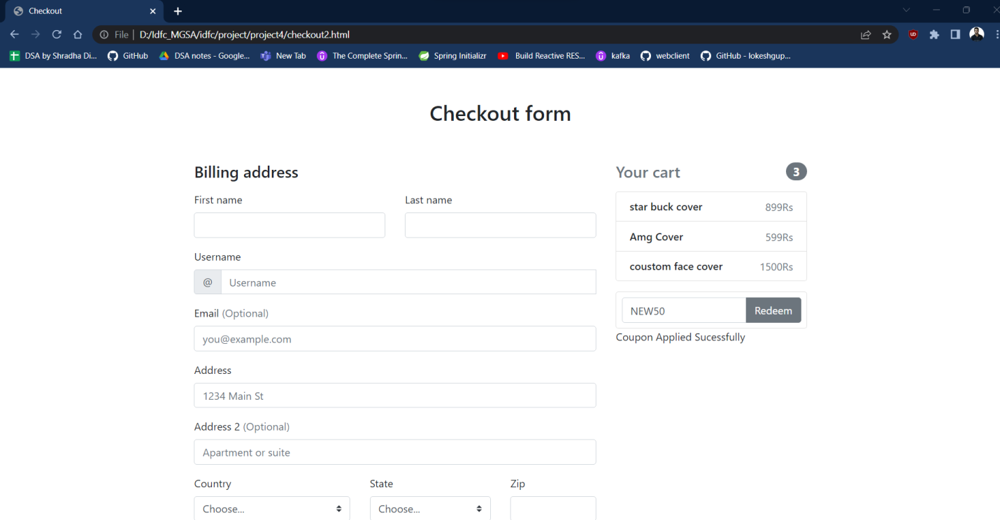 Checkout
File | D:/Idfc_MGSA/idfc/project/project4/checkout2.html
DSA by Shradha Di... GitHub DSA notes - Google... New Tab The Complete Sprin... Spring Initializr Build Reactive RES... kafka webclient GitHub - lokeshgup...
Checkout form
Billing address
First name Last name
Username
@ Username
Email (Optional)
you@example.com
Address
1234 Main St
Address 2 (Optional)
Apartment or suite
Country State Zip
Choose... Choose...
Your cart 3
star buck cover 899Rs
Amg Cover 599Rs
coustom face cover 1500Rs
NEW50 Redeem
Coupon Applied Sucessfully